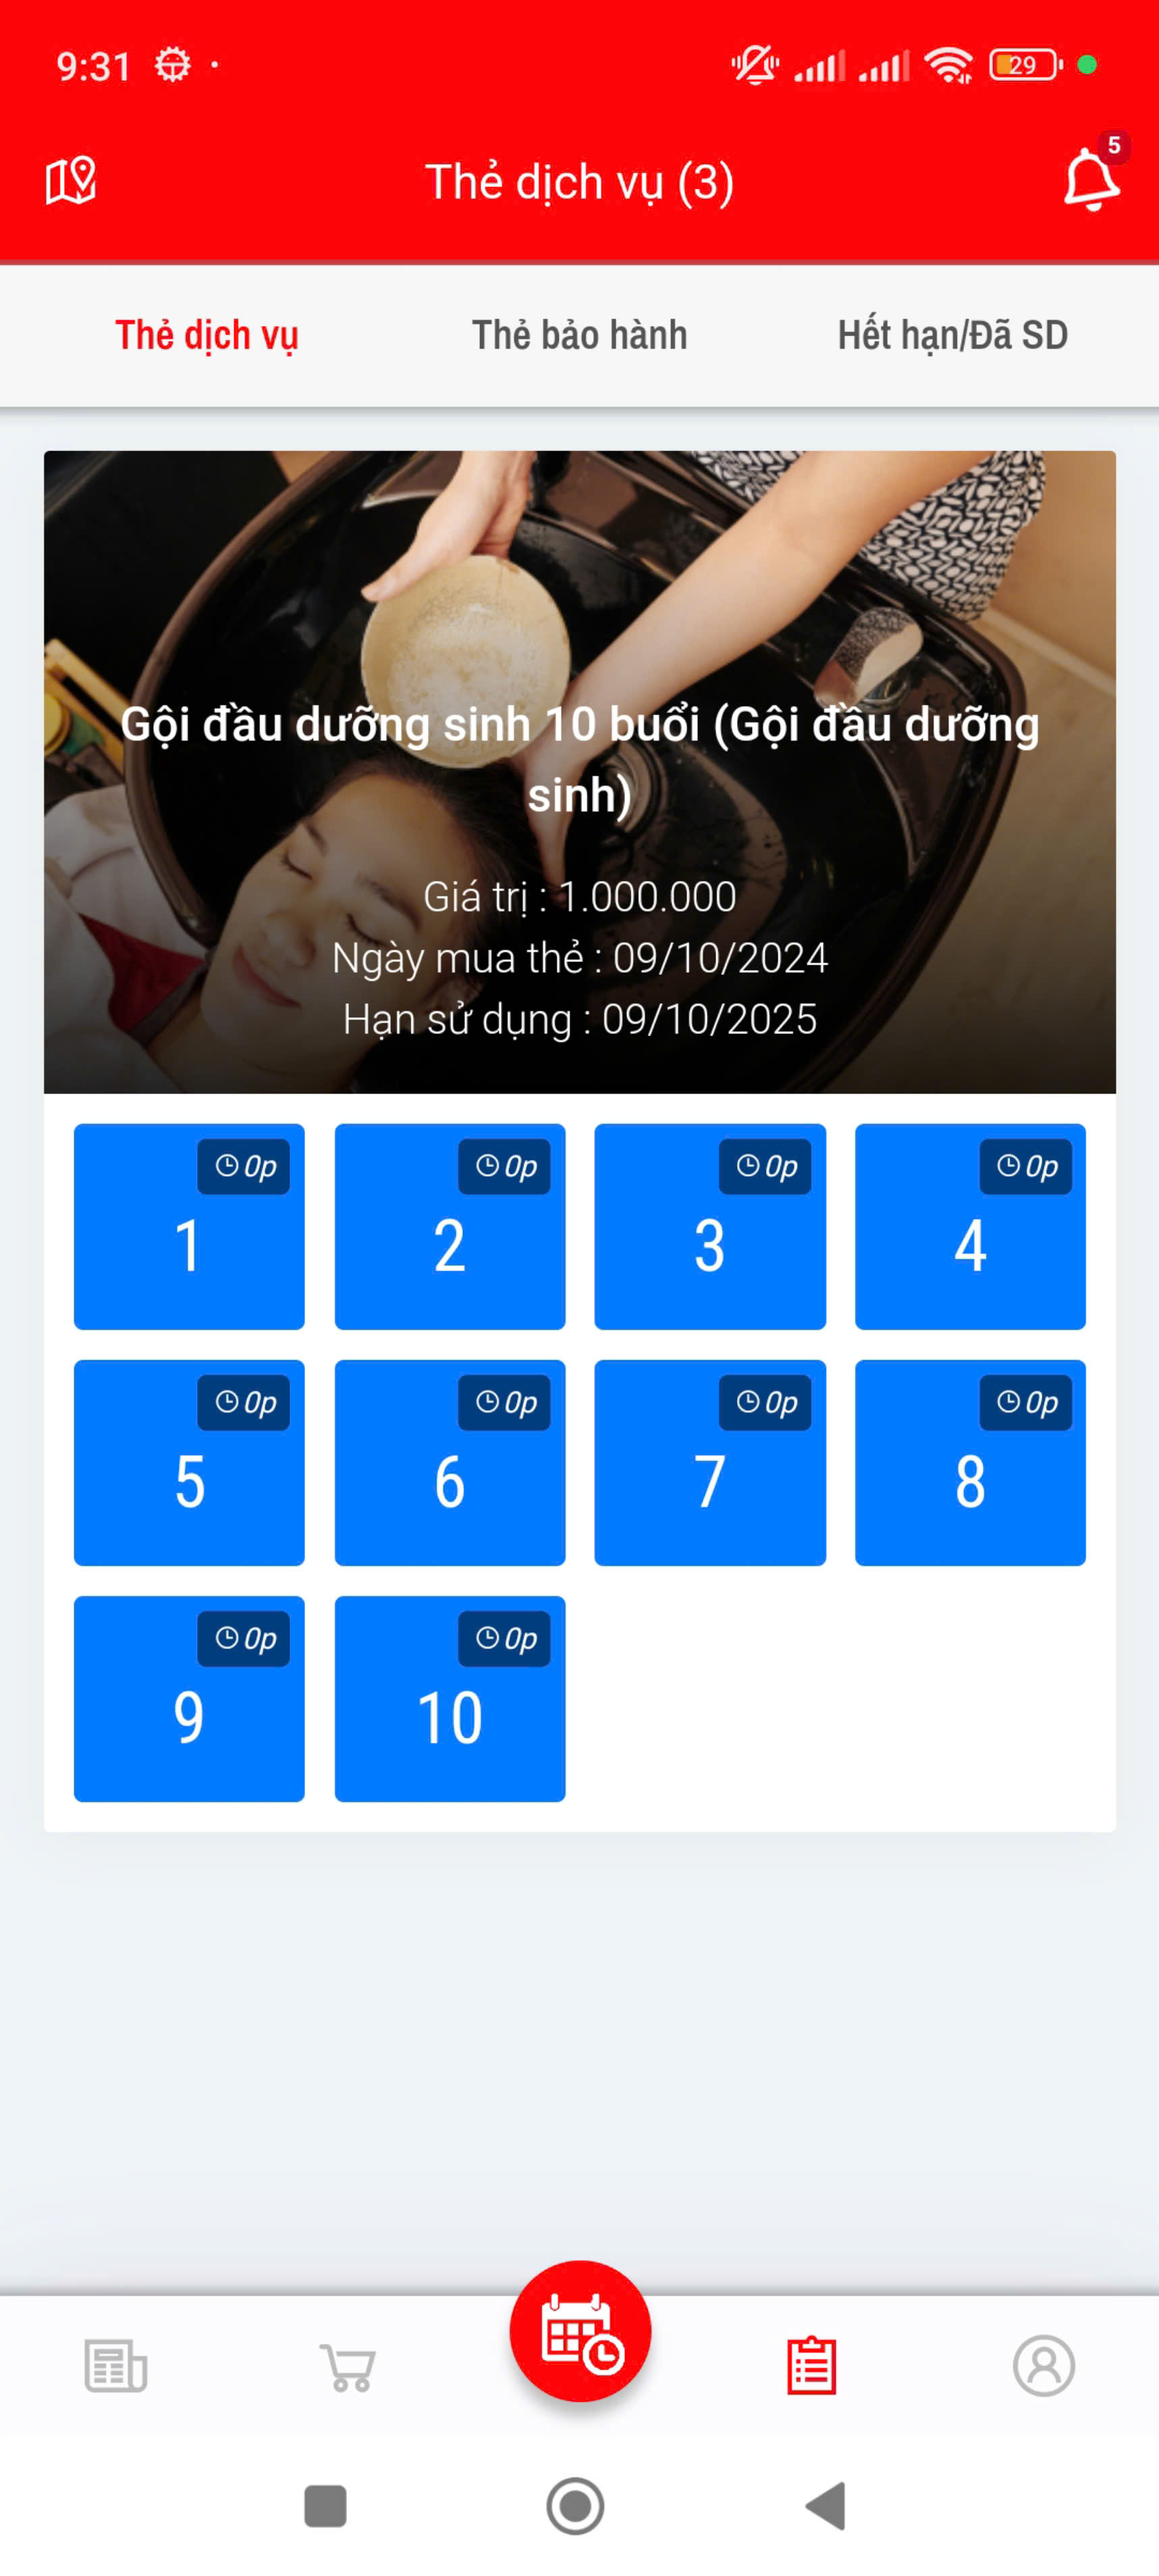 9:31
29
Thẻ dịch vụ (3)
5
Thẻ dịch vụ
Thẻ bảo hành
Hết hạn/Đã SD
Gội đầu dưỡng sinh 10 buổi (Gội đầu dưỡng
sinh)
Giá trị : 1.000.000
Ngày mua thẻ : 09/10/2024
Hạn sử dụng : 09/10/2025
0p
1
0p
2
0p
3
0p
4
0p
5
0p
6
0p
7
0p
8
0p
9
0p
10